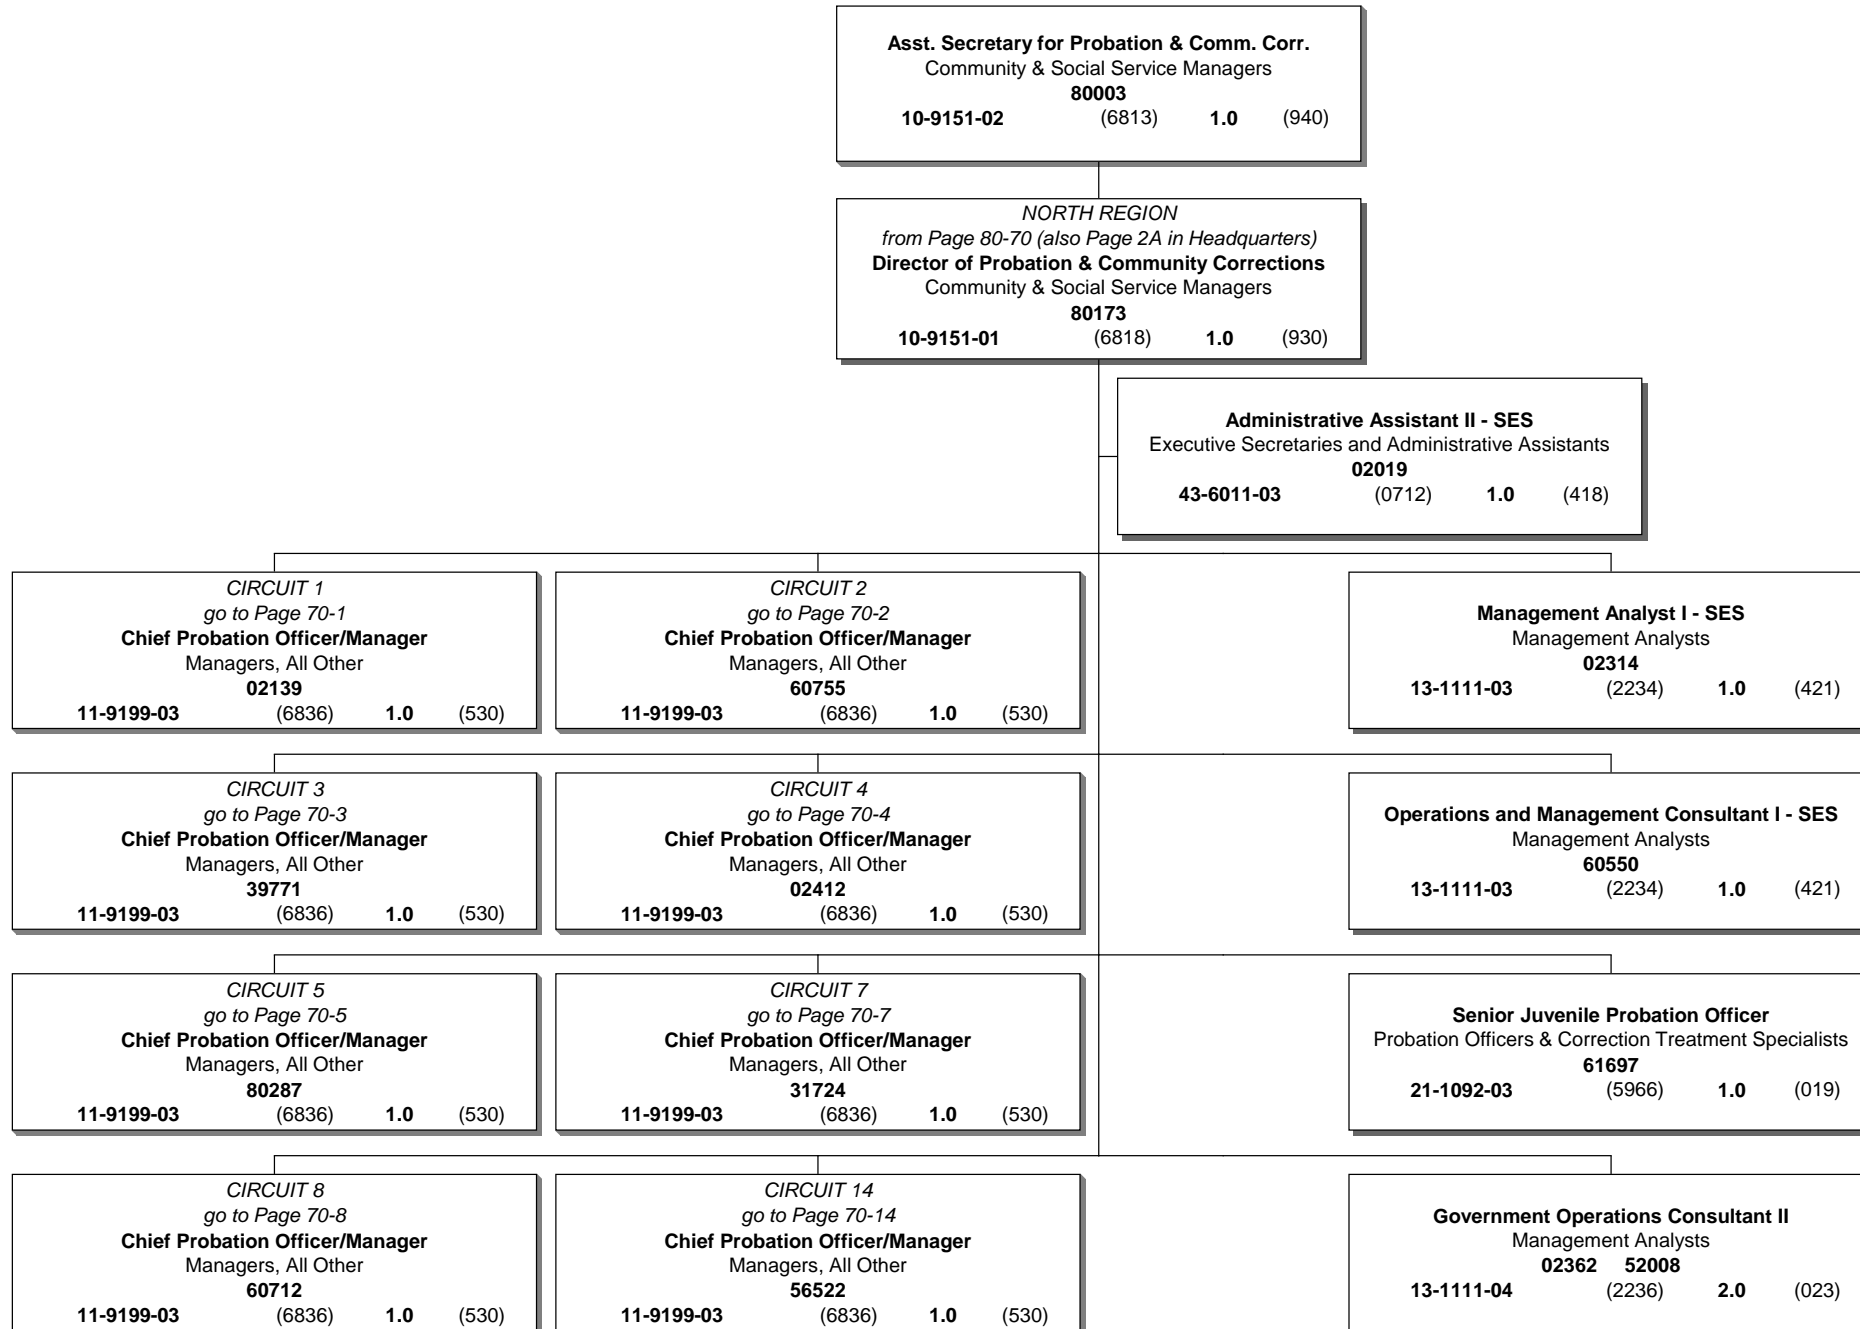 Asst. Secretary for Probation & Comm. Corr.
Community & Social Service Managers
80003
10-9151-02 (6813) 1.0 (940)
NORTH REGION
from Page 80-70 (also Page 2A in Headquarters)
Director of Probation & Community Corrections
Community & Social Service Managers
80173
10-9151-01 (6818) 1.0 (930)
Administrative Assistant II - SES
Executive Secretaries and Administrative Assistants
02019
43-6011-03 (0712) 1.0 (418)
CIRCUIT 1
go to Page 70-1
Chief Probation Officer/Manager
Managers, All Other
02139
11-9199-03 (6836) 1.0 (530)
CIRCUIT 2
go to Page 70-2
Chief Probation Officer/Manager
Managers, All Other
60755
11-9199-03 (6836) 1.0 (530)
Management Analyst I - SES
Management Analysts
02314
13-1111-03 (2234) 1.0 (421)
CIRCUIT 3
go to Page 70-3
Chief Probation Officer/Manager
Managers, All Other
39771
11-9199-03 (6836) 1.0 (530)
CIRCUIT 4
go to Page 70-4
Chief Probation Officer/Manager
Managers, All Other
02412
11-9199-03 (6836) 1.0 (530)
Operations and Management Consultant I - SES
Management Analysts
60550
13-1111-03 (2234) 1.0 (421)
CIRCUIT 5
go to Page 70-5
Chief Probation Officer/Manager
Managers, All Other
80287
11-9199-03 (6836) 1.0 (530)
CIRCUIT 7
go to Page 70-7
Chief Probation Officer/Manager
Managers, All Other
31724
11-9199-03 (6836) 1.0 (530)
Senior Juvenile Probation Officer
Probation Officers & Correction Treatment Specialists
61697
21-1092-03 (5966) 1.0 (019)
CIRCUIT 8
go to Page 70-8
Chief Probation Officer/Manager
Managers, All Other
60712
11-9199-03 (6836) 1.0 (530)
CIRCUIT 14
go to Page 70-14
Chief Probation Officer/Manager
Managers, All Other
56522
11-9199-03 (6836) 1.0 (530)
Government Operations Consultant II
Management Analysts
02362 52008
13-1111-04 (2236) 2.0 (023)